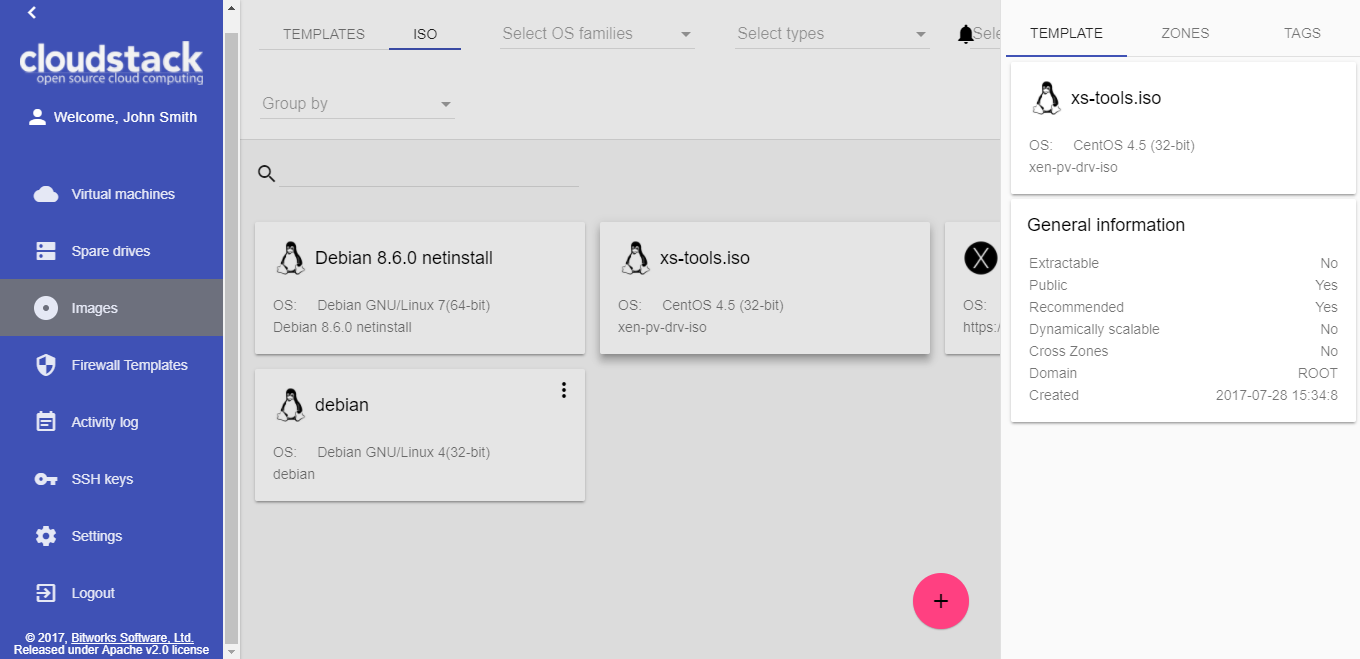 cloudstack
open source cloud computing
Welcome, John Smith
Virtual machines
Spare drives
Images
Firewall Templates
Activity log
SSH keys
Settings
Logout
© 2017, Bitworks Software, Ltd.
Released under Apache v2.0 license
TEMPLATES ISO Select OS families Select types Sele
Group by
Debian 8.6.0 netinstall
OS: Debian GNU/Linux 7(64-bit)
Debian 8.6.0 netinstall
xs-tools.iso
OS: CentOS 4.5 (32-bit)
xen-pv-drv-iso
X
OS:
https:/
debian
OS: Debian GNU/Linux 4(32-bit)
debian
TEMPLATE ZONES TAGS
xs-tools.iso
OS: CentOS 4.5 (32-bit)
xen-pv-drv-iso
General information
Extractable No
Public Yes
Recommended Yes
Dynamically scalable No
Cross Zones No
Domain ROOT
Created 2017-07-28 15:34:8